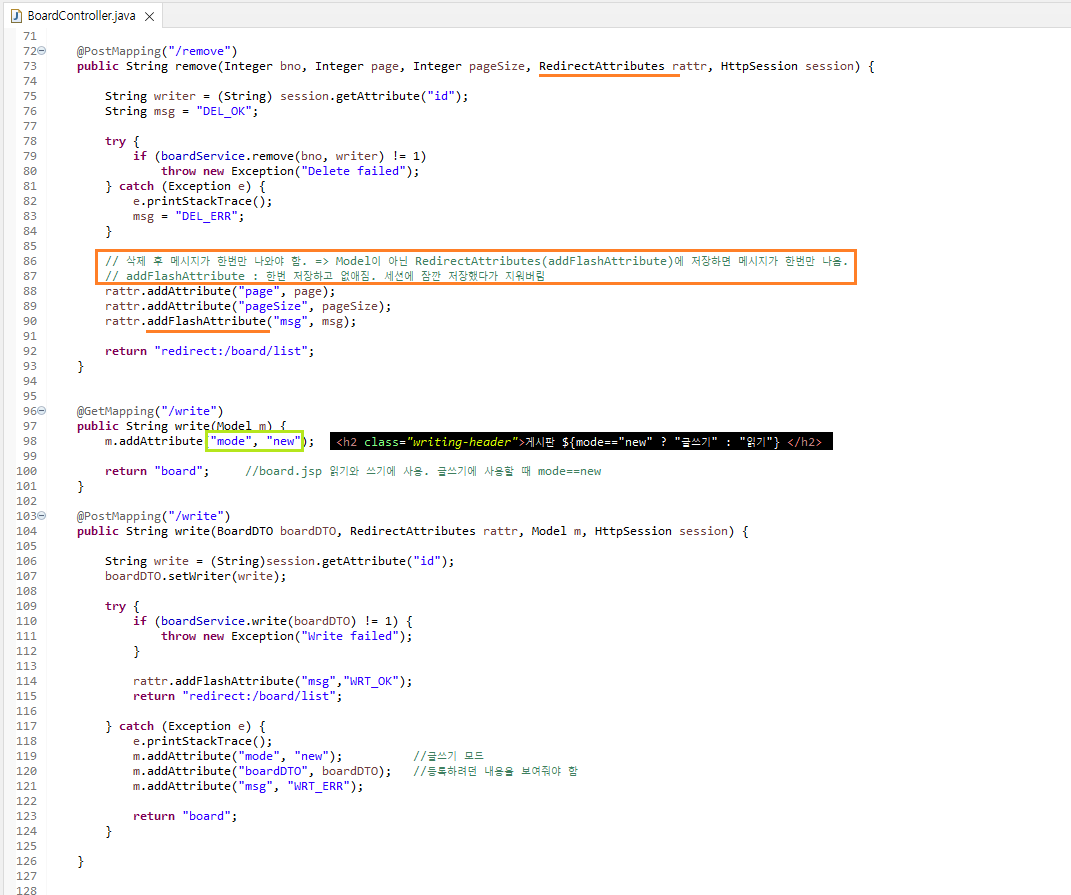 BoardController.java
71
72 @PostMapping("/remove")
73 public String remove(Integer bno, Integer page, Integer pageSize, RedirectAttributes rattr, HttpSession session) {
74
75 String writer = (String) session.getAttribute("id");
76 String msg = "DEL_OK";
77
78 try {
79 if (boardService.remove(bno, writer) != 1)
80 throw new Exception("Delete failed");
81 } catch (Exception e) {
82 e.printStackTrace();
83 msg = "DEL_ERR";
84 }
85
86 // 삭제 후 메시지가 한번만 나와야 함. => Model이 아닌 RedirectAttributes(addFlashAttribute)에 저장하면 메시지가 한번만 나옴.
87 // addFlashAttribute : 한번 저장하고 없애짐. 세션에 잠깐 저장했다가 지워버림
88 rattr.addAttribute("page", page);
89 rattr.addAttribute("pageSize", pageSize);
90 rattr.addFlashAttribute("msg", msg);
91
92 return "redirect:/board/list";
93 }
94
95
96 @GetMapping("/write")
97 public String write(Model m) {
98 m.addAttribute("mode", "new"); <h2 class="writing-header">게시판 ${mode=="new" ? "글쓰기" : "읽기"} </h2>
99
100 return "board"; //board.jsp 읽기와 쓰기에 사용. 글쓰기에 사용할 때 mode==new
101 }
102
103 @PostMapping("/write")
104 public String write(BoardDTO boardDTO, RedirectAttributes rattr, Model m, HttpSession session) {
105
106 String write = (String)session.getAttribute("id");
107 boardDTO.setWriter(write);
108
109 try {
110 if (boardService.write(boardDTO) != 1) {
111 throw new Exception("Write failed");
112 }
113
114 rattr.addFlashAttribute("msg","WRT_OK");
115 return "redirect:/board/list";
116
117 } catch (Exception e) {
118 e.printStackTrace();
119 m.addAttribute("mode", "new"); //글쓰기 모드
120 m.addAttribute("boardDTO", boardDTO); //등록하려던 내용을 보여줘야 함
121 m.addAttribute("msg", "WRT_ERR");
122
123 return "board";
124 }
125
126 }
127
128